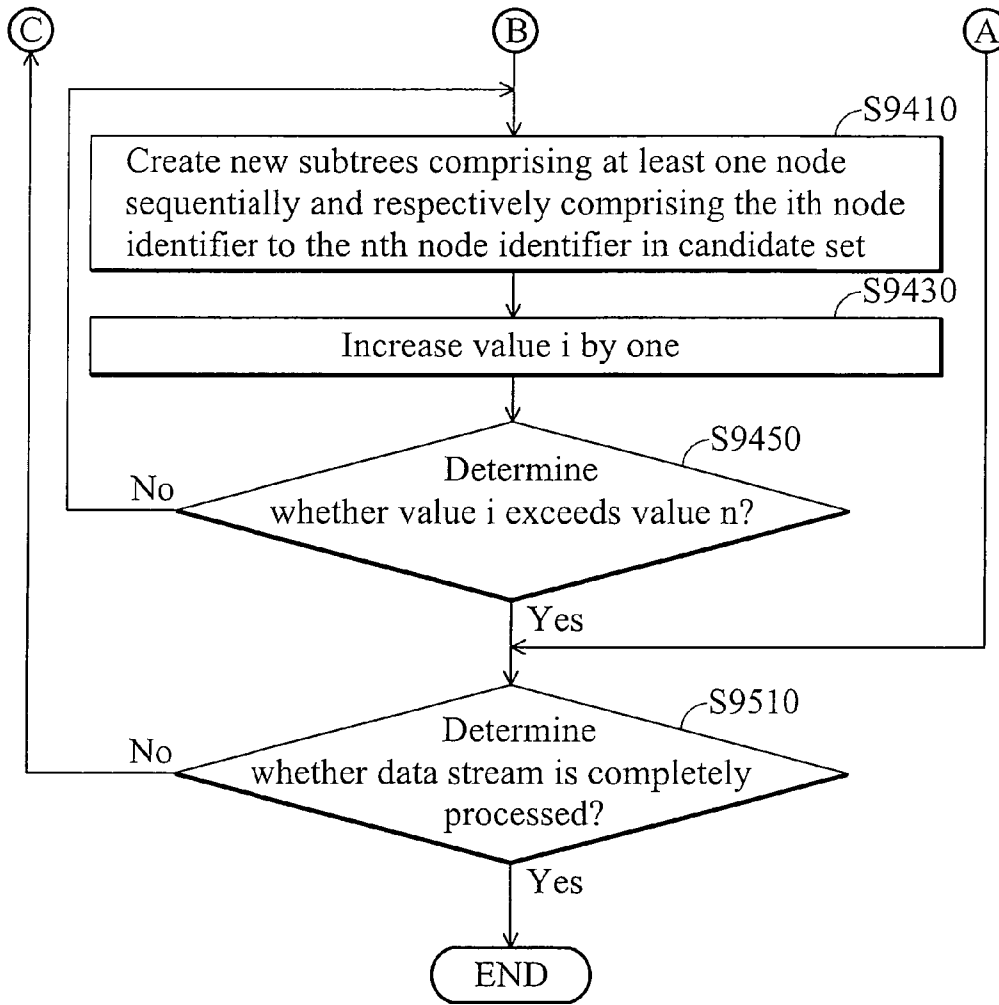 C
B
A
S9410
Create new subtrees comprising at least one node
sequentially and respectively comprising the ith node
identifier to the nth node identifier in candidate set
S9430
Increase value i by one
S9450
Determine
whether value i exceeds value n?
No
Yes
S9510
Determine
whether data stream is completely
processed?
No
Yes
END